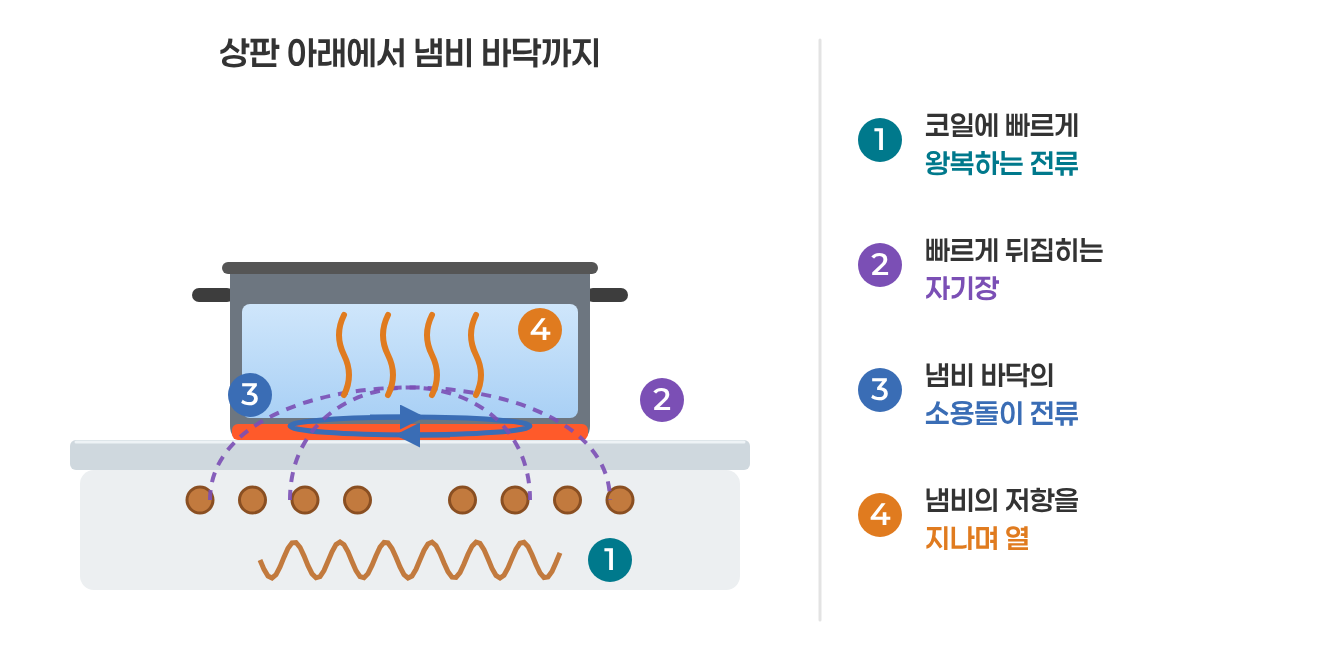 상판 아래에서 냄비 바닥까지
4
3
2
1
1 코일에 빠르게
왕복하는 전류
2 빠르게 뒤집히는
자기장
3 냄비 바닥의
소용돌이 전류
4 냄비의 저항을
지나며 열